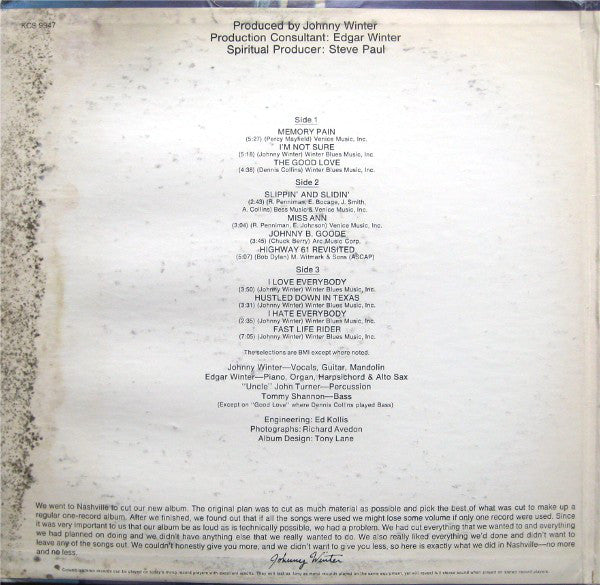 KCS 9947
Produced by Johnny Winter
Production Consultant: Edgar Winter
Spiritual Producer: Steve Paul
Side 1
MEMORY PAIN
(5:27) (Percy Mayfield) Venice Music, Inc.
I'M NOT SURE
(5:18) (Johnny Winter) Winter Blues Music, Inc.
THE GOOD LOVE
(4:38) (Dennis Collins) Winter Blues Music, Inc.
Side 2
SLIPPIN' AND SLIDIN'
(2:43) (R. Penniman, E. Bocage, J. Smith,
A. Collins) Bess Music & Venice Music, Inc.
MISS ANN
(3:04) (R. Penniman, E. Johnson) Venice Music, Inc.
JOHNNY B. GOODE
(3:45) (Chuck Berry) Arc Music Corp.
HIGHWAY 61 REVISITED
(5:07) (Bob Dylan) M. Witmark & Sons (ASCAP)
Side 3
I LOVE EVERYBODY
(3:50) (Johnny Winter) Winter Blues Music, Inc.
HUSTLED DOWN IN TEXAS
(3:31) (Johnny Winter) Winter Blues Music, Inc.
I HATE EVERYBODY
(2:35) (Johnny Winter) Winter Blues Music, Inc.
FAST LIFE RIDER
(7:05) (Johnny Winter) Winter Blues Music, Inc.
The selections are BMI except where noted.
Johnny Winter—Vocals, Guitar, Mandolin
Edgar Winter—Piano, Organ, Harpsichord & Alto Sax
"Uncle" John Turner—Percussion
Tommy Shannon—Bass
(Except on "Good Love" where Dennis Collins played Bass)
Engineering: Ed Kollis
Photographs: Richard Avedon
Album Design: Tony Lane
We went to Nashville to cut our new album. The original plan was to cut as much material as possible and pick the best of what was cut to make up a
regular one-record album. After we finished, we found out that if all the songs were used we might lose some volume if only one record were used. Since
it was very important to us that our album be as loud as is technically possible, we had a problem. We had cut everything that we wanted to and everything
we had planned on doing and we didn't have anything else that we really wanted to do. We also really liked everything we'd done and didn't want to
leave any of the songs out. We couldn't honestly give you more, and we didn't want to give you less, so here is exactly what we did in Nashville—no more
and no less.
Johnny Winter